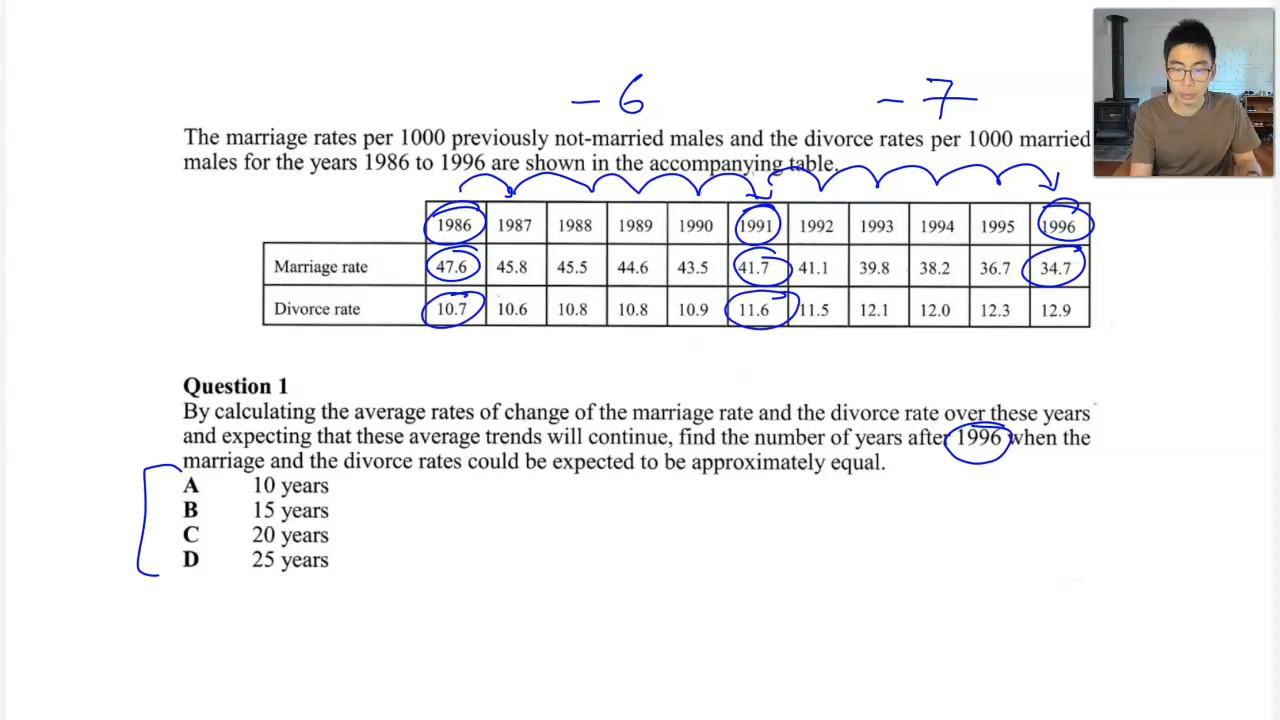 – 6 – 7
The marriage rates per 1000 previously not-married males and the divorce rates per 1000 married
males for the years 1986 to 1996 are shown in the accompanying table.
1986 1987 1988 1989 1990 1991 1992 1993 1994 1995 1996
Marriage rate 47.6 45.8 45.5 44.6 43.5 41.7 41.1 39.8 38.2 36.7 34.7
Divorce rate 10.7 10.6 10.8 10.8 10.9 11.6 11.5 12.1 12.0 12.3 12.9
Question 1
By calculating the average rates of change of the marriage rate and the divorce rate over these years
and expecting that these average trends will continue, find the number of years after 1996 when the
marriage and the divorce rates could be expected to be approximately equal.
A 10 years
B 15 years
C 20 years
D 25 years